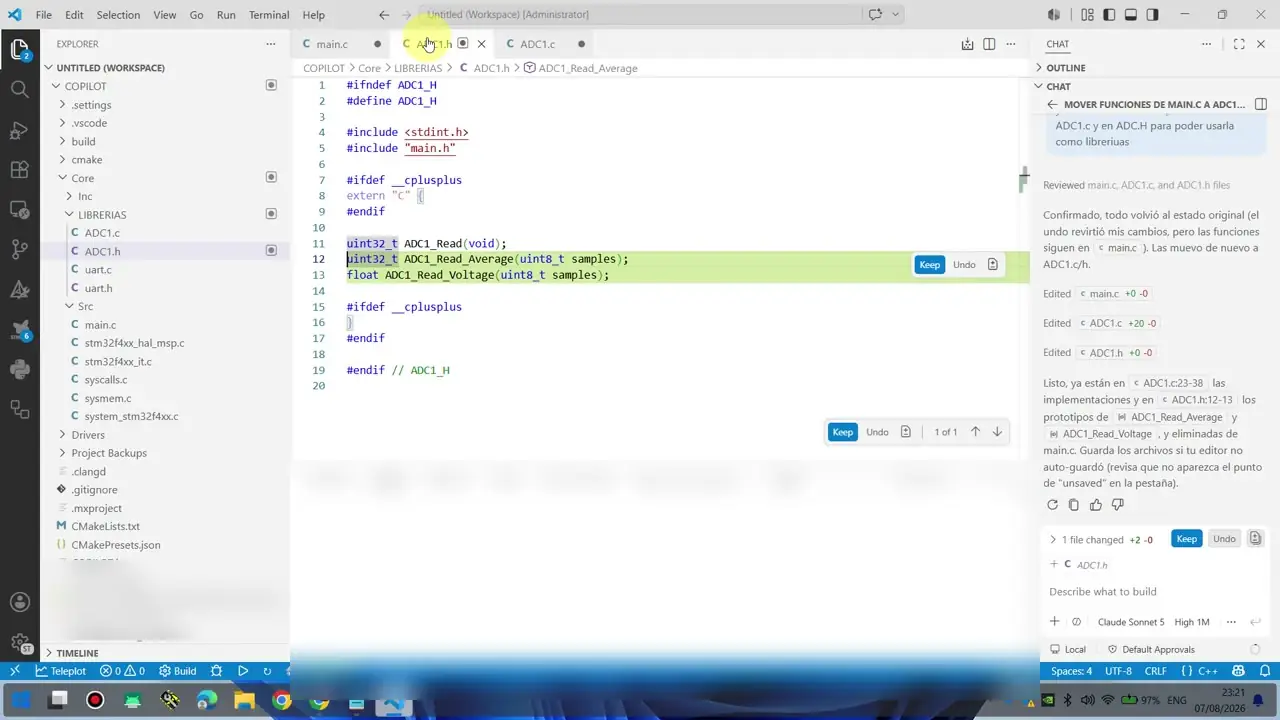 File Edit Selection View Go Run Terminal Help
Untitled (Workspace) [Administrator]
EXPLORER
UNTITLED (WORKSPACE)
COPILOT
.settings
.vscode
build
cmake
Core
Inc
LIBRERIAS
ADC1.c
ADC1.h
uart.c
uart.h
Src
main.c
stm32f4xx_hal_msp.c
stm32f4xx_it.c
syscalls.c
sysmem.c
system_stm32f4xx.c
Drivers
Project Backups
.clangd
.gitignore
.mxproject
CMakeLists.txt
CMakePresets.json
TIMELINE
main.c
ADC1.h
ADC1.c
COPILOT > Core > LIBRERIAS > C ADC1.h > ADC1_Read_Average
1 #ifndef ADC1_H
2 #define ADC1_H
3
4 #include <stdint.h>
5 #include "main.h"
6
7 #ifdef __cplusplus
8 extern "C" {
9 #endif
10
11 uint32_t ADC1_Read(void);
12 uint32_t ADC1_Read_Average(uint8_t samples);
13 float ADC1_Read_Voltage(uint8_t samples);
14
15 #ifdef __cplusplus
16 }
17 #endif
18
19 #endif // ADC1_H
20
Keep Undo
Keep Undo 1 of 1
CHAT
OUTLINE
CHAT
MOVER FUNCIONES DE MAIN.C A ADC1...
ADC1.c y en ADC.H para poder usarla
como libreriuas
Reviewed main.c, ADC1.c, and ADC1.h files
Confirmado, todo volvió al estado original (el
undo revirtió mis cambios, pero las funciones
siguen en C main.c ). Las muevo de nuevo a
ADC1.c/h.
Edited C main.c +0 -0
Edited C ADC1.c +20 -0
Edited C ADC1.h +0 -0
Listo, ya están en C ADC1.c:23-38 las
implementaciones y en C ADC1.h:12-13 los
prototipos de ADC1_Read_Average y
ADC1_Read_Voltage , y eliminadas de
main.c. Guarda los archivos si tu editor no
auto-guardó (revisa que no aparezca el punto
de "unsaved" en la pestaña).
1 file changed +2 -0 Keep Undo
C ADC1.h
Describe what to build
Claude Sonnet 5 High 1M
Local Default Approvals
Teleplot 0 0 Build
Spaces: 4 UTF-8 CRLF {} C++
97% ENG
23:21
07/08/2026